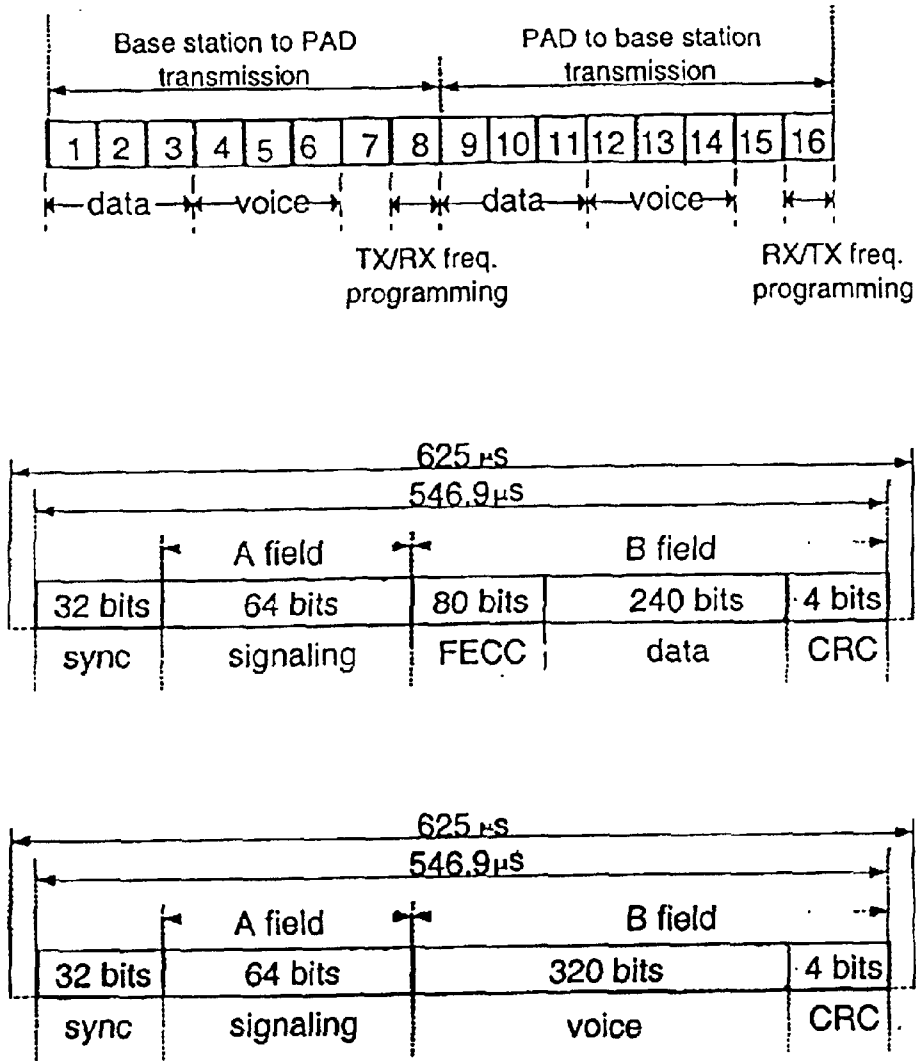 Base station to PAD transmission
PAD to base station transmission
1 2 3 4 5 6 7 8 9 10 11 12 13 14 15 16
data voice data voice
TX/RX freq. programming
RX/TX freq. programming
625 μs
546.9μs
A field B field
32 bits 64 bits 80 bits 240 bits 4 bits
sync signaling FECC data CRC
625 μs
546.9μs
A field B field
32 bits 64 bits 320 bits 4 bits
sync signaling voice CRC